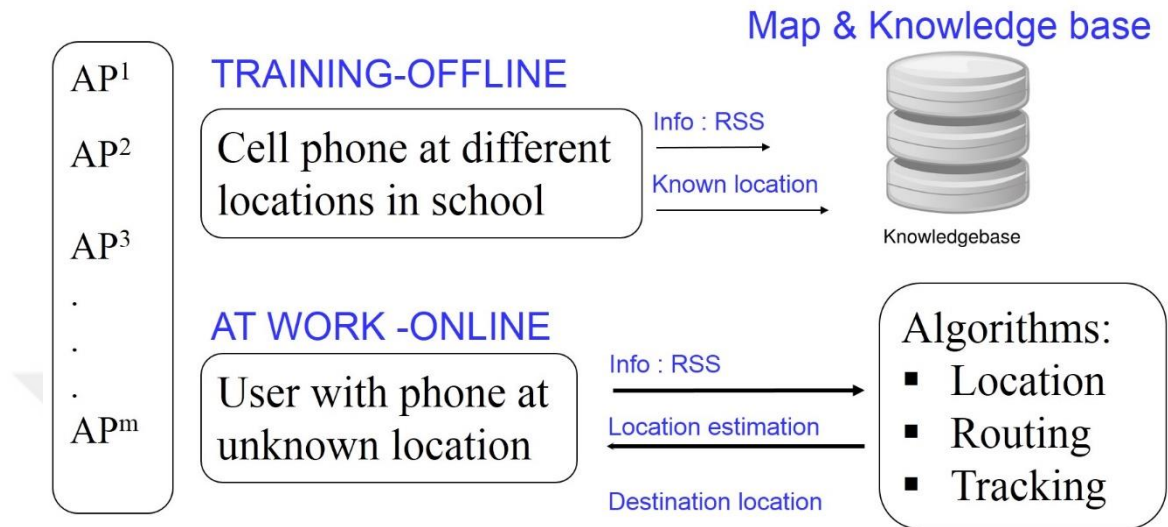 Map & Knowledge base
AP¹
AP²
AP³
.
.
.
APᵐ
TRAINING-OFFLINE
Cell phone at different
locations in school
Info : RSS
Known location
Knowledgebase
AT WORK -ONLINE
User with phone at
unknown location
Info : RSS
Location estimation
Destination location
Algorithms:
▪ Location
▪ Routing
▪ Tracking